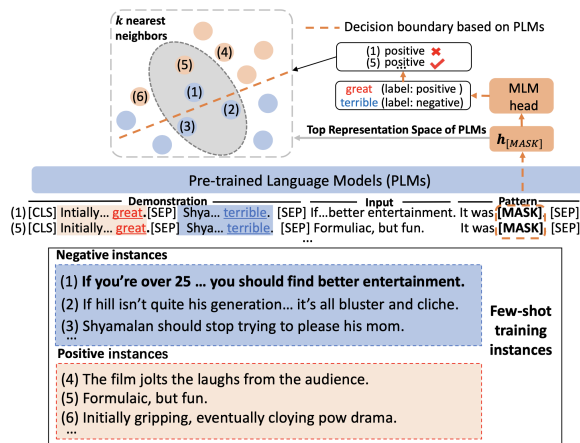 k nearest
neighbors
Decision boundary based on PLMs
(4)
(5)
(1)
(6)
(2)
(3)
(1) positive ✖
(5) positive ✔
...
great (label: positive )
terrible (label: negative)
MLM
head
Top Representation Space of PLMs
h[MASK]
Pre-trained Language Models (PLMs)
Demonstration Input Pattern
(1)[CLS] Intially... great.[SEP] Shya... terrible. [SEP] If...better entertainment. It was [MASK] [SEP]
(5)[CLS] Initially... great.[SEP] Shya... terrible. [SEP] Formuliac, but fun. It was [MASK] [SEP]
...
Negative instances
(1) If you're over 25 ... you should find better entertainment.
(2) If hill isn't quite his generation... it's all bluster and cliche.
(3) Shyamalan should stop trying to please his mom.
...
Few-shot
training
instances
Positive instances
(4) The film jolts the laughs from the audience.
(5) Formulaic, but fun.
(6) Initially gripping, eventually cloying pow drama.
...